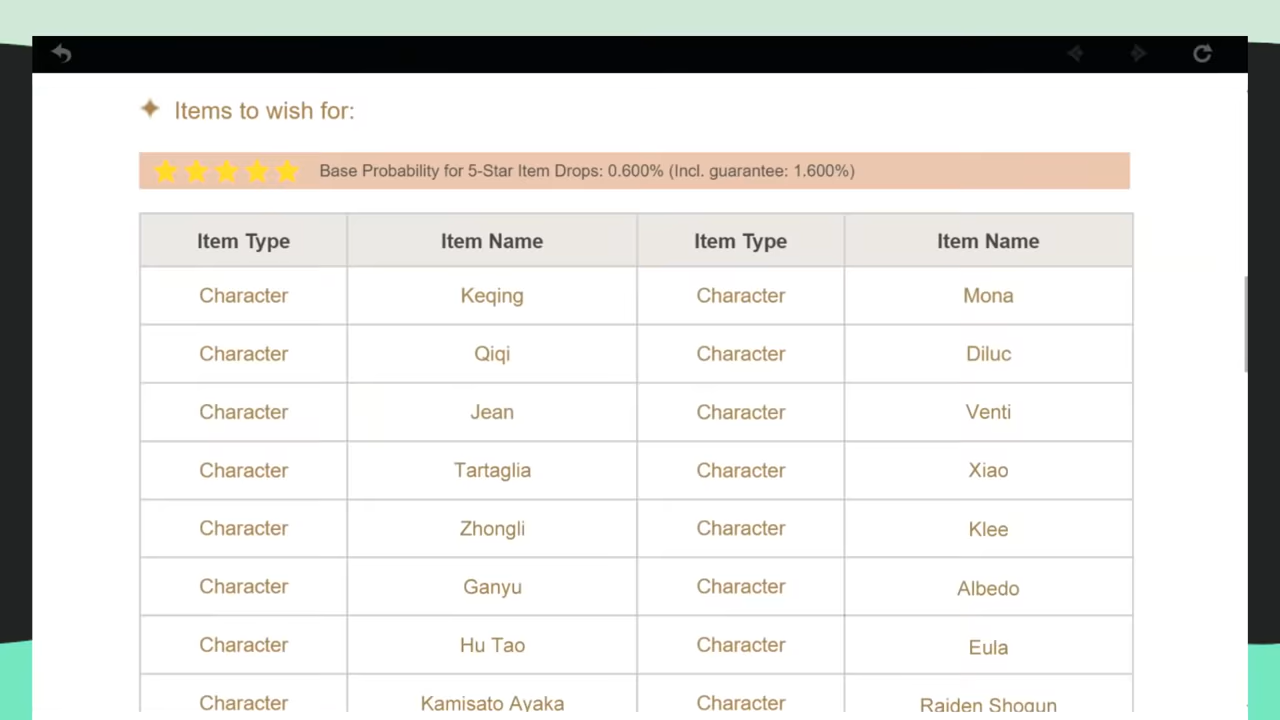 Items to wish for:
Base Probability for 5-Star Item Drops: 0.600% (Incl. guarantee: 1.600%)
Item Type Item Name Item Type Item Name
Character Keqing Character Mona
Character Qiqi Character Diluc
Character Jean Character Venti
Character Tartaglia Character Xiao
Character Zhongli Character Klee
Character Ganyu Character Albedo
Character Hu Tao Character Eula
Character Kamisato Ayaka Character Raiden Shogun